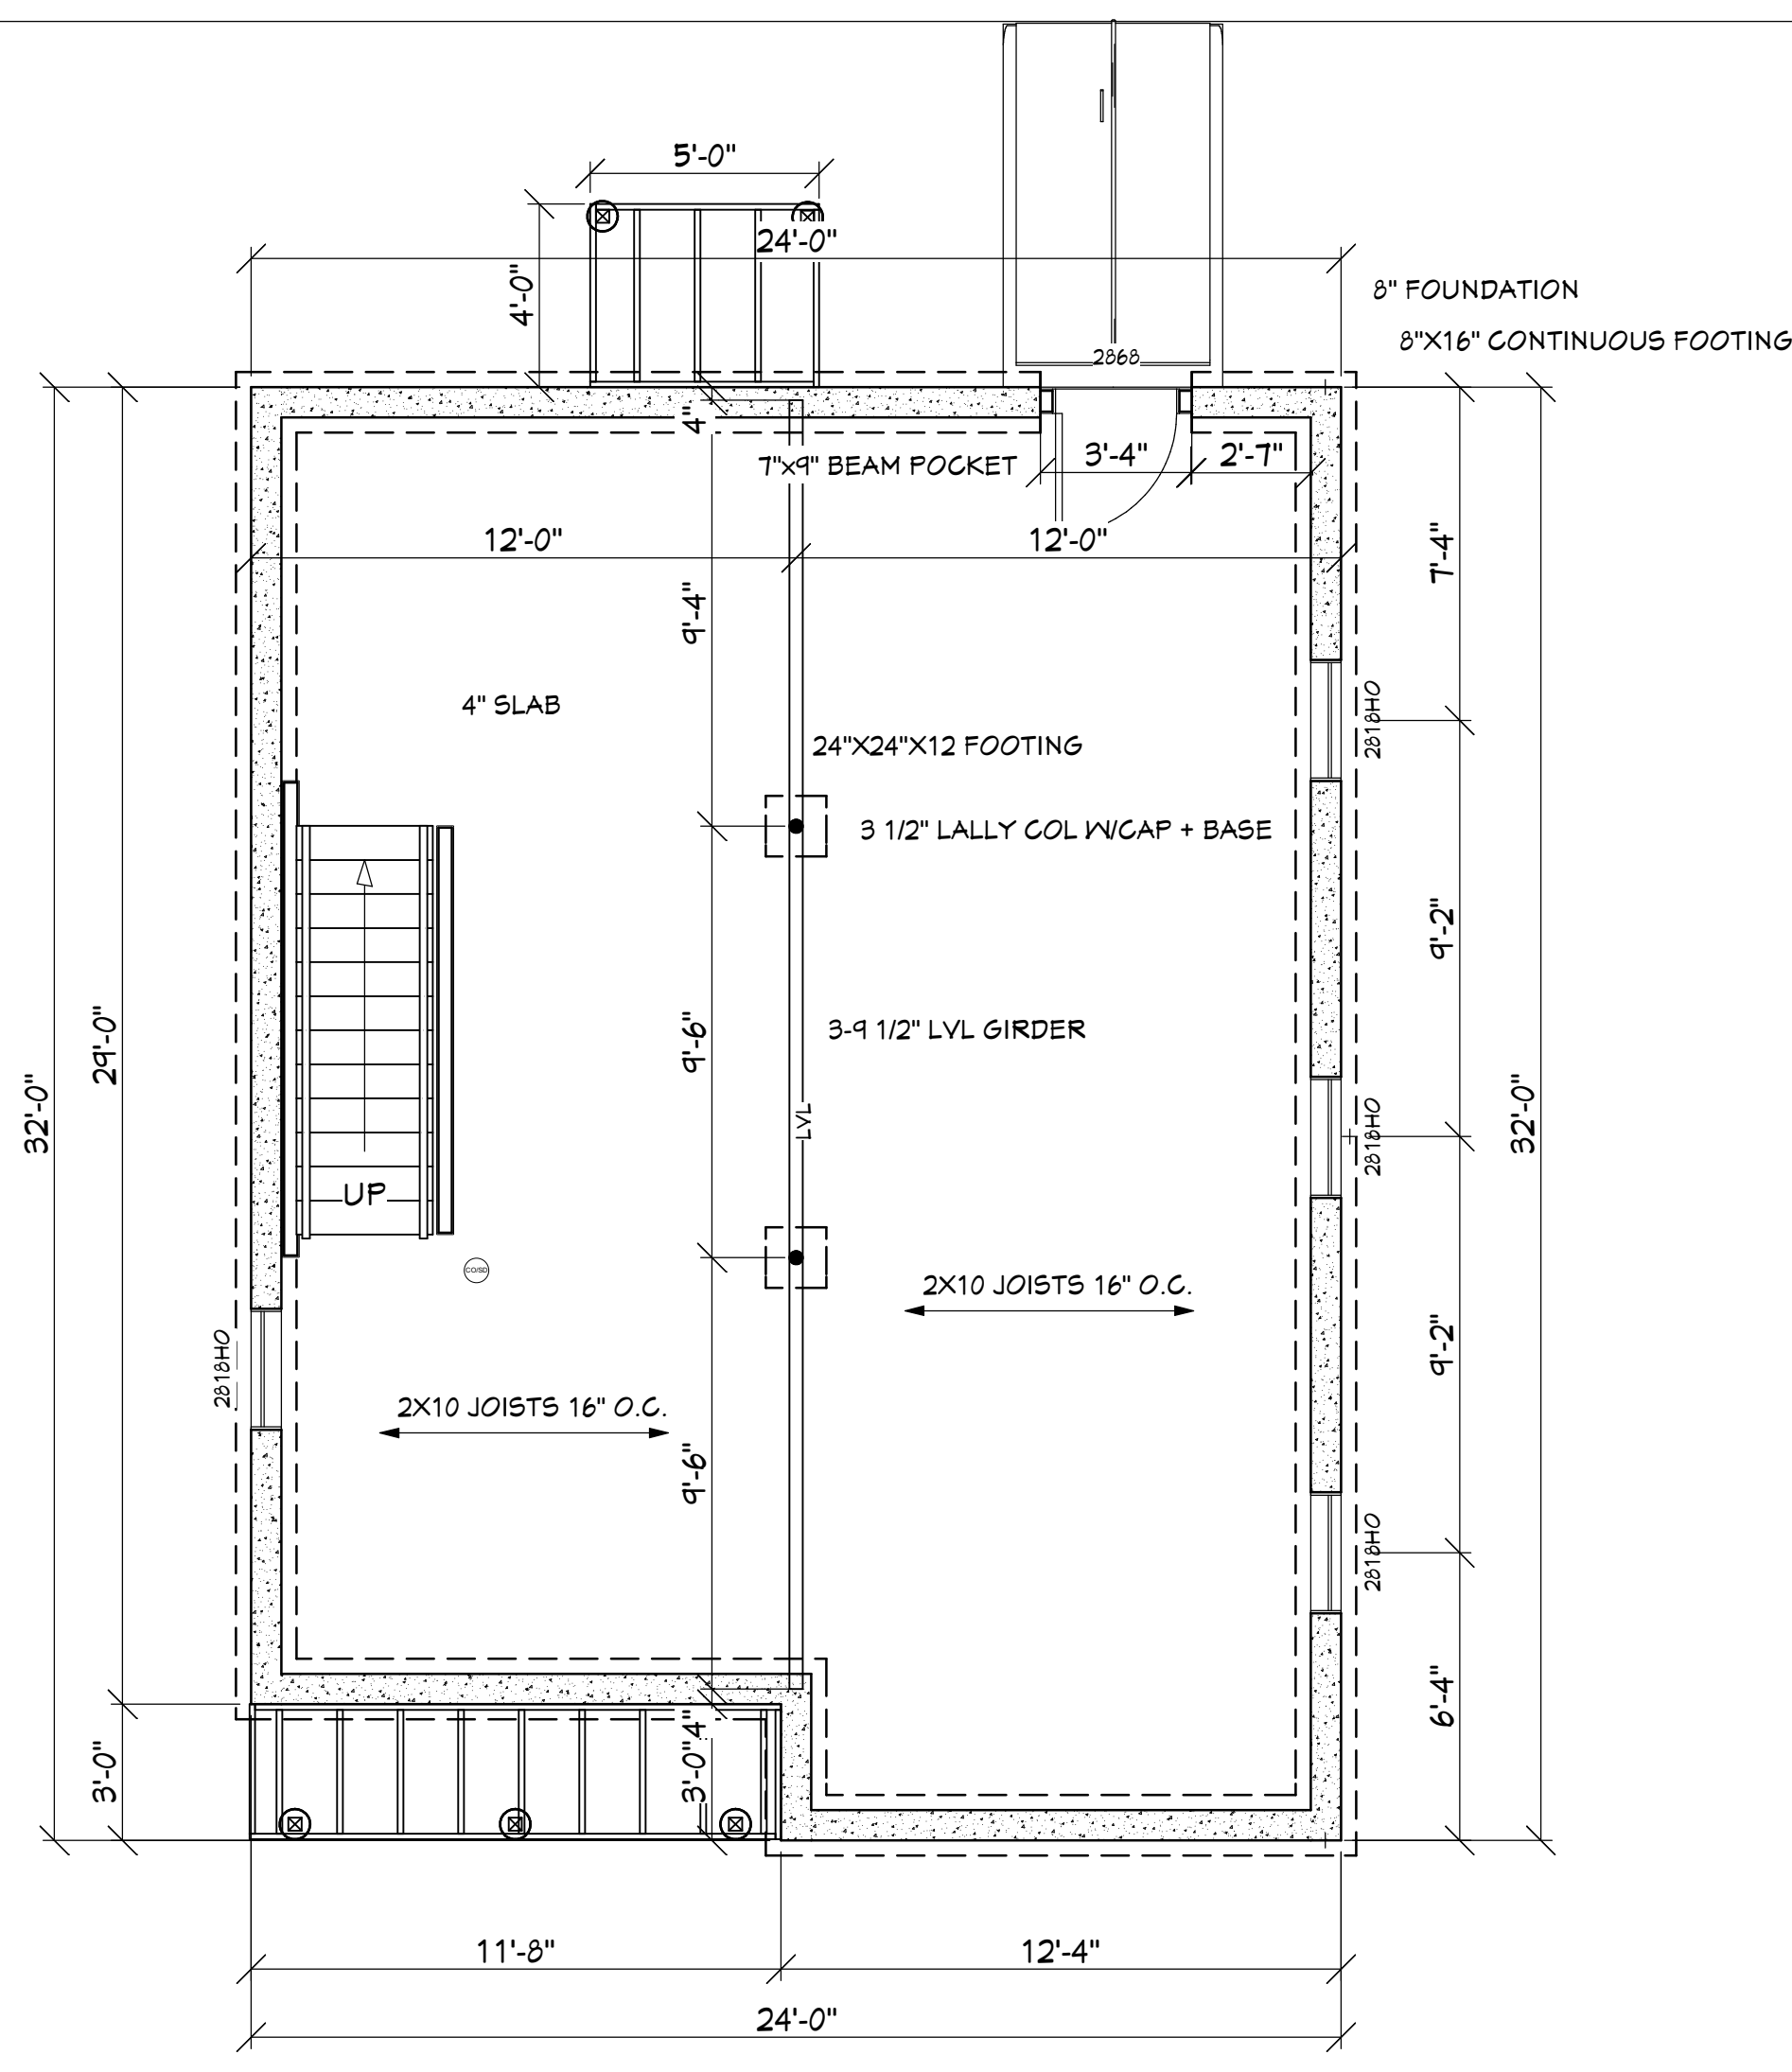 5'-0"
24'-0"
4'-0"
8" FOUNDATION
8"X16" CONTINUOUS FOOTING
2868
4"
7"x9" BEAM POCKET
3'-4"
2'-7"
12'-0"
12'-0"
7'-4"
9'-4"
4" SLAB
2818HO
24"X24"X12 FOOTING
3 1/2" LALLY COL W/CAP + BASE
9'-2"
29'-0"
9'-6"
3-9 1/2" LVL GIRDER
32'-0"
LVL
2818HO
32'-0"
UP
CO/SD
2X10 JOISTS 16" O.C.
2818HO
9'-2"
2X10 JOISTS 16" O.C.
9'-6"
2818HO
6'-4"
4"
3'-0"
3'-0"
11'-8"
12'-4"
24'-0"